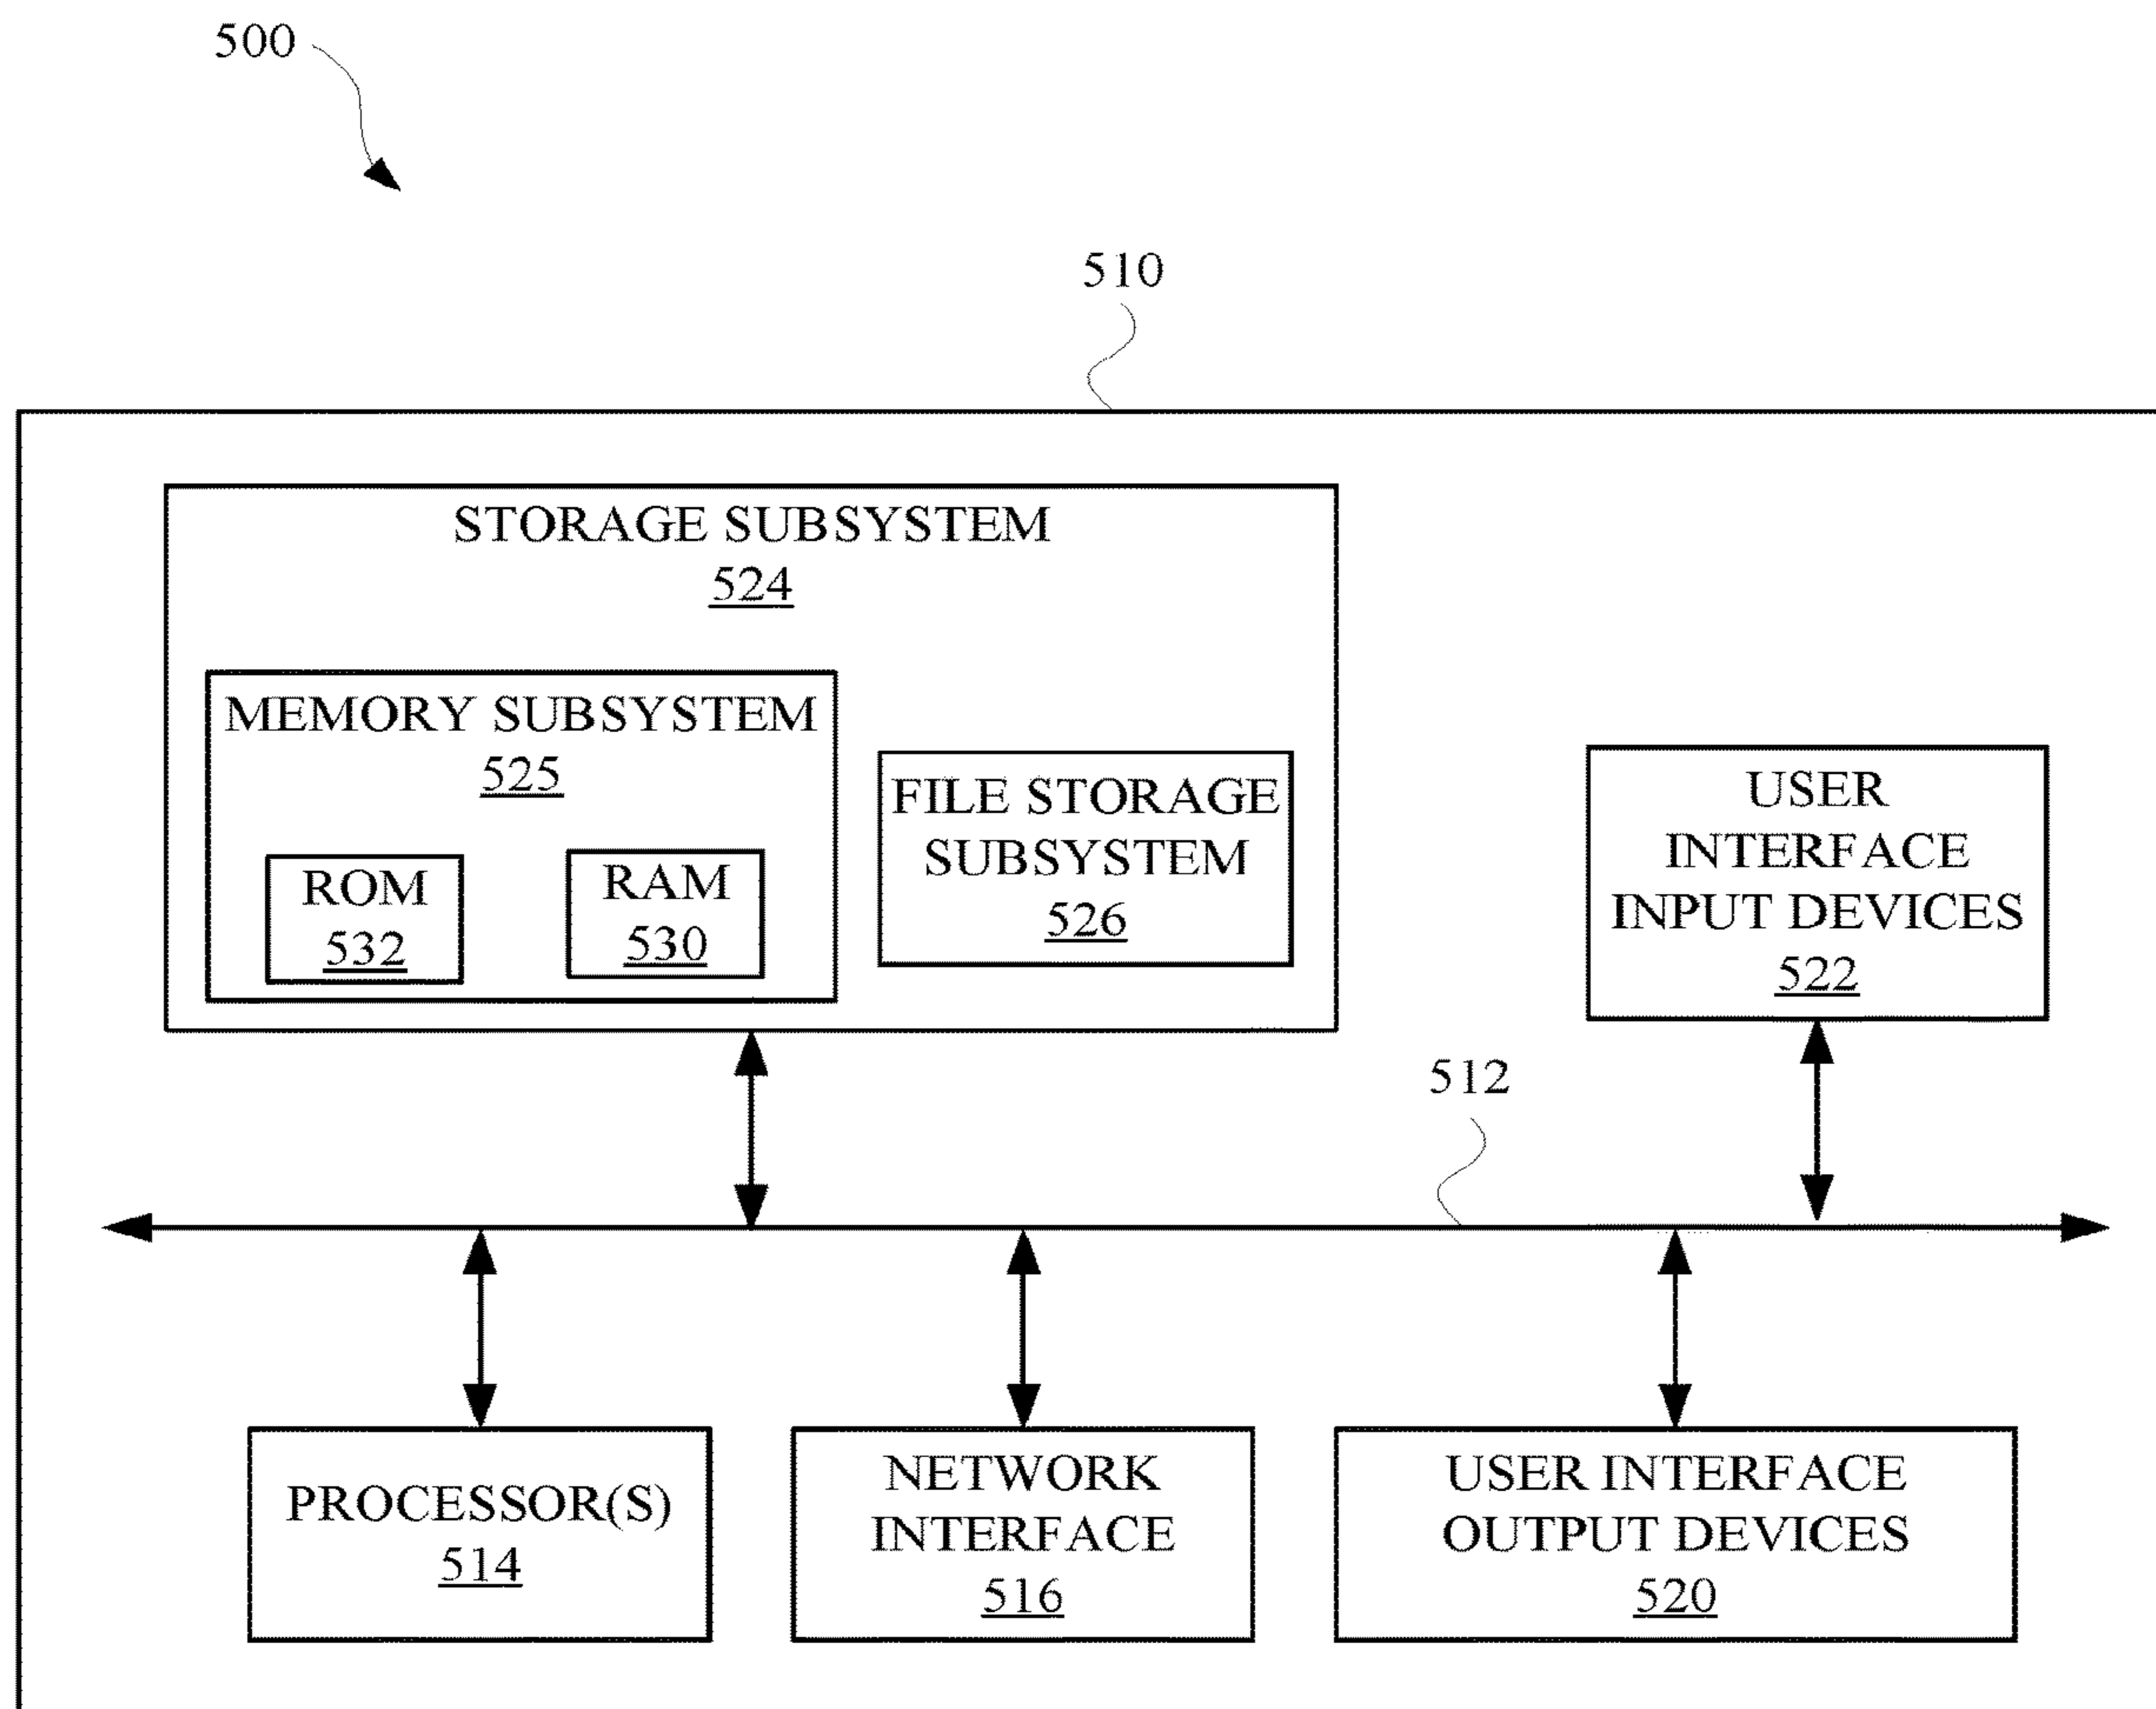 500
510
STORAGE SUBSYSTEM
524
MEMORY SUBSYSTEM
525
ROM
532
RAM
530
FILE STORAGE
SUBSYSTEM
526
USER
INTERFACE
INPUT DEVICES
522
512
PROCESSOR(S)
514
NETWORK
INTERFACE
516
USER INTERFACE
OUTPUT DEVICES
520